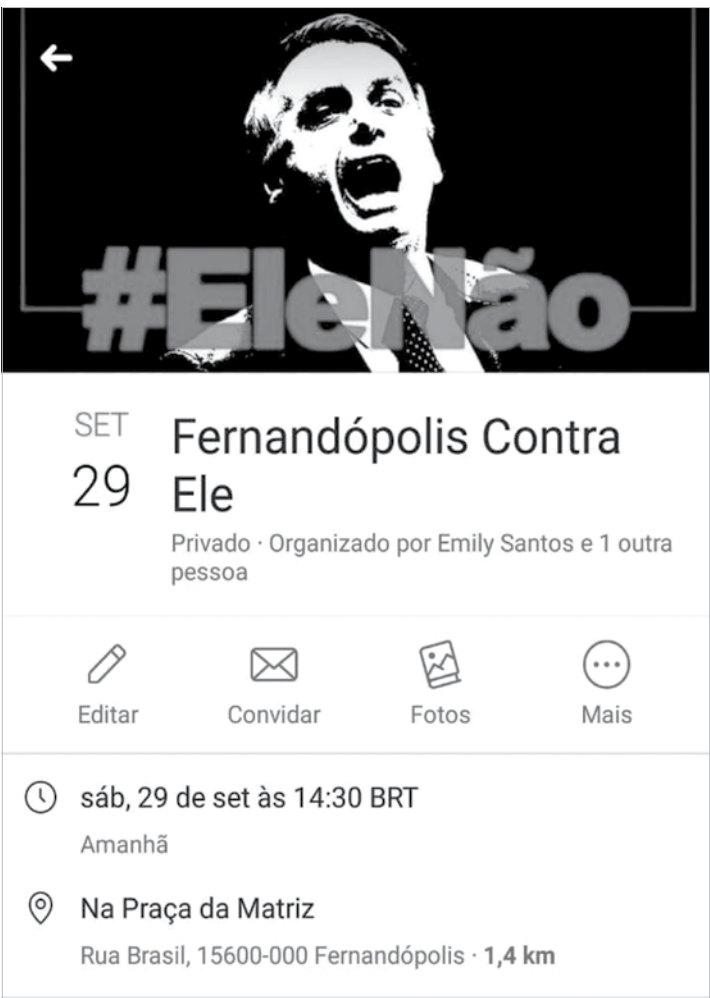 #EleNão
SET
29
Fernandópolis Contra
Ele
Privado · Organizado por Emily Santos e 1 outra
pessoa
Editar
Convidar
Fotos
Mais
sáb, 29 de set às 14:30 BRT
Amanhã
Na Praça da Matriz
Rua Brasil, 15600-000 Fernandópolis · 1,4 km